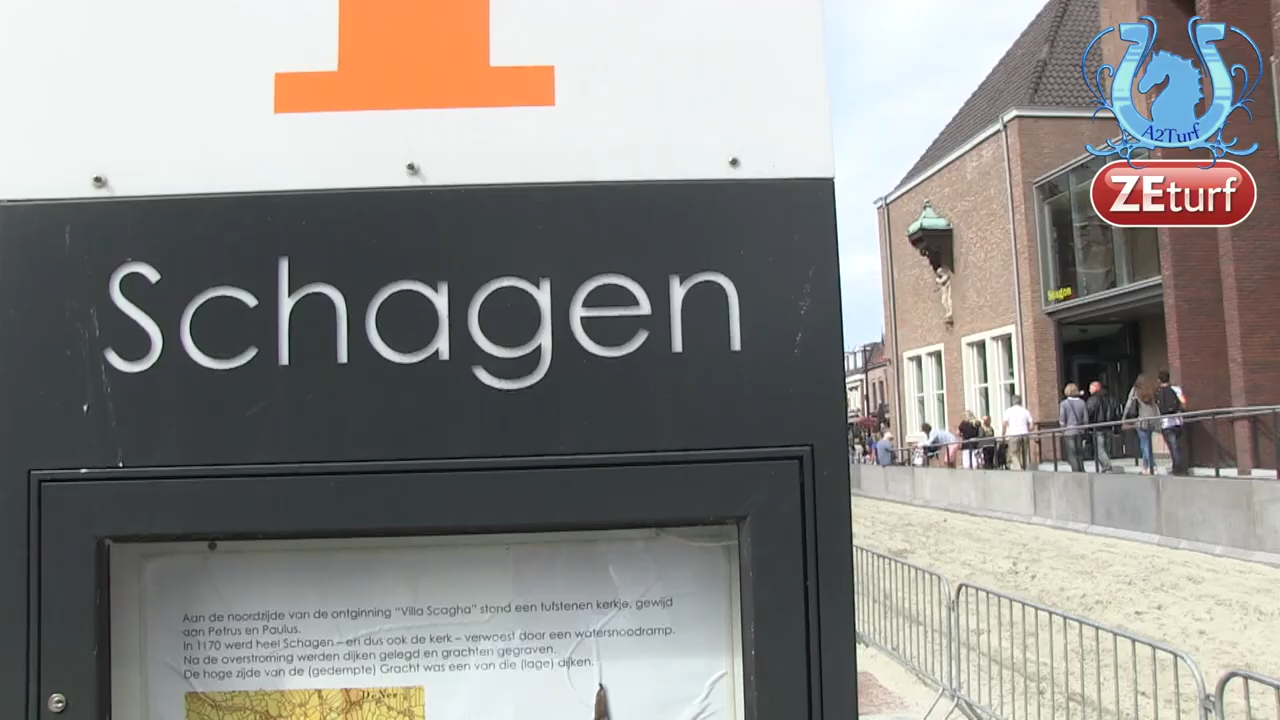 A2Turf
ZEturf
Schagen
Spagon
Aan de noordzijde van de ontginning "Villa Scagha" stond een tufstenen kerkje, gewijd
aan Petrus en Paulus.
In 1170 werd heel Schagen – en dus ook de kerk – verwoest door een watersnoodramp.
Na de overstroming werden dijken gelegd en grachten gegraven.
De hoge zijde van de (gedempte) Gracht was een van die (lage) dijken.